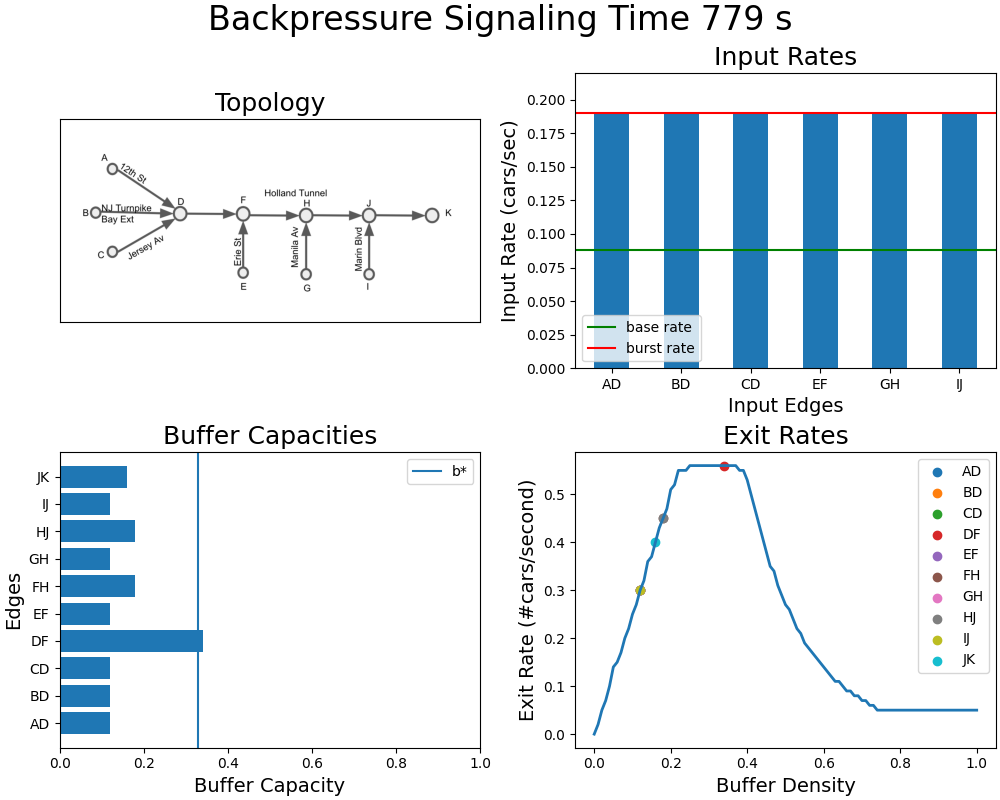 Backpressure Signaling Time 779 s
Topology
A
12th St
B
NJ Turnpike
Bay Ext
C
Jersey Av
D
F
Holland Tunnel
H
J
K
Erie St
Manila Av
Marin Blvd
E
G
I
Input Rates
Input Rate (cars/sec)
0.200
0.175
0.150
0.125
0.100
0.075
0.050
0.025
0.000
base rate
burst rate
AD BD CD EF GH IJ
Input Edges
Buffer Capacities
Edges
JK
IJ
HJ
GH
FH
EF
DF
CD
BD
AD
b*
0.0 0.2 0.4 0.6 0.8 1.0
Buffer Capacity
Exit Rates
Exit Rate (#cars/second)
0.5
0.4
0.3
0.2
0.1
0.0
AD
BD
CD
DF
EF
FH
GH
HJ
IJ
JK
0.0 0.2 0.4 0.6 0.8 1.0
Buffer Density